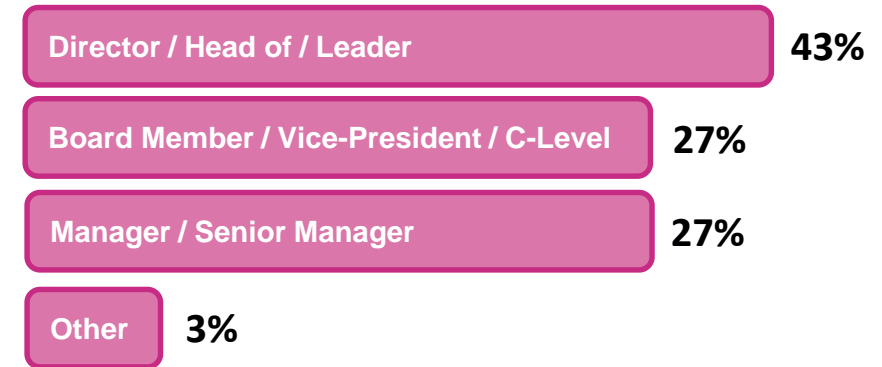 Director / Head of / Leader 43%
Board Member / Vice-President / C-Level 27%
Manager / Senior Manager 27%
Other 3%